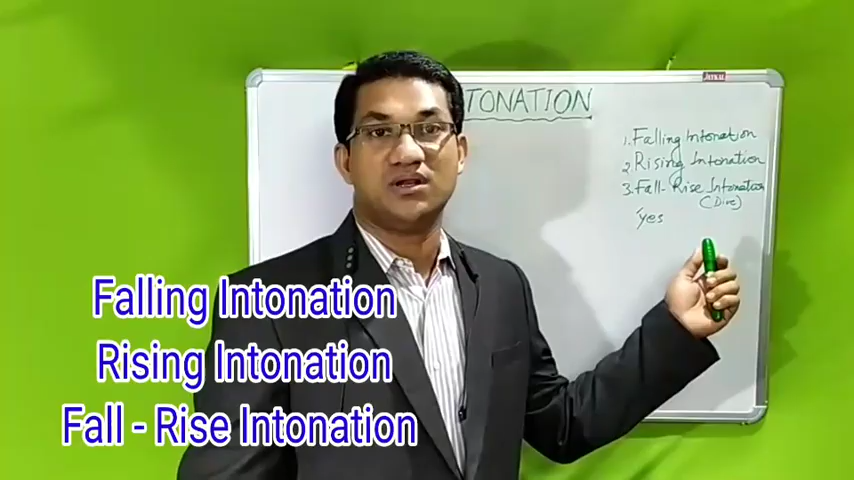 TONATION
1. Falling Intonation
2. Rising Intonation
3. Fall-Rise Intonation
(Dive)
'yes
Falling Intonation
Rising Intonation
Fall - Rise Intonation